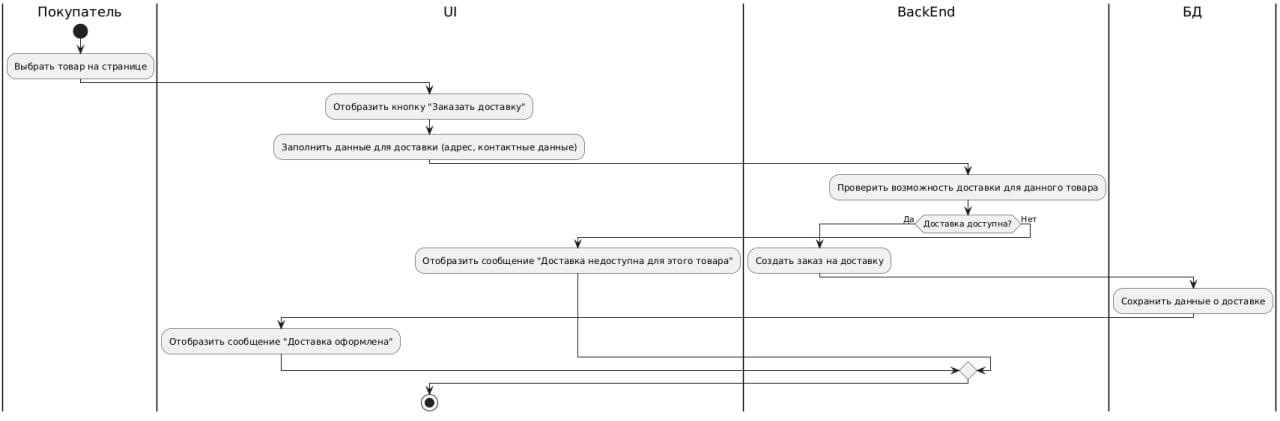 Покупатель
UI
BackEnd
БД
Выбрать товар на странице
Отобразить кнопку "Заказать доставку"
Заполнить данные для доставки (адрес, контактные данные)
Проверить возможность доставки для данного товара
Да
Доставка доступна?
Нет
Отобразить сообщение "Доставка недоступна для этого товара"
Создать заказ на доставку
Сохранить данные о доставке
Отобразить сообщение "Доставка оформлена"